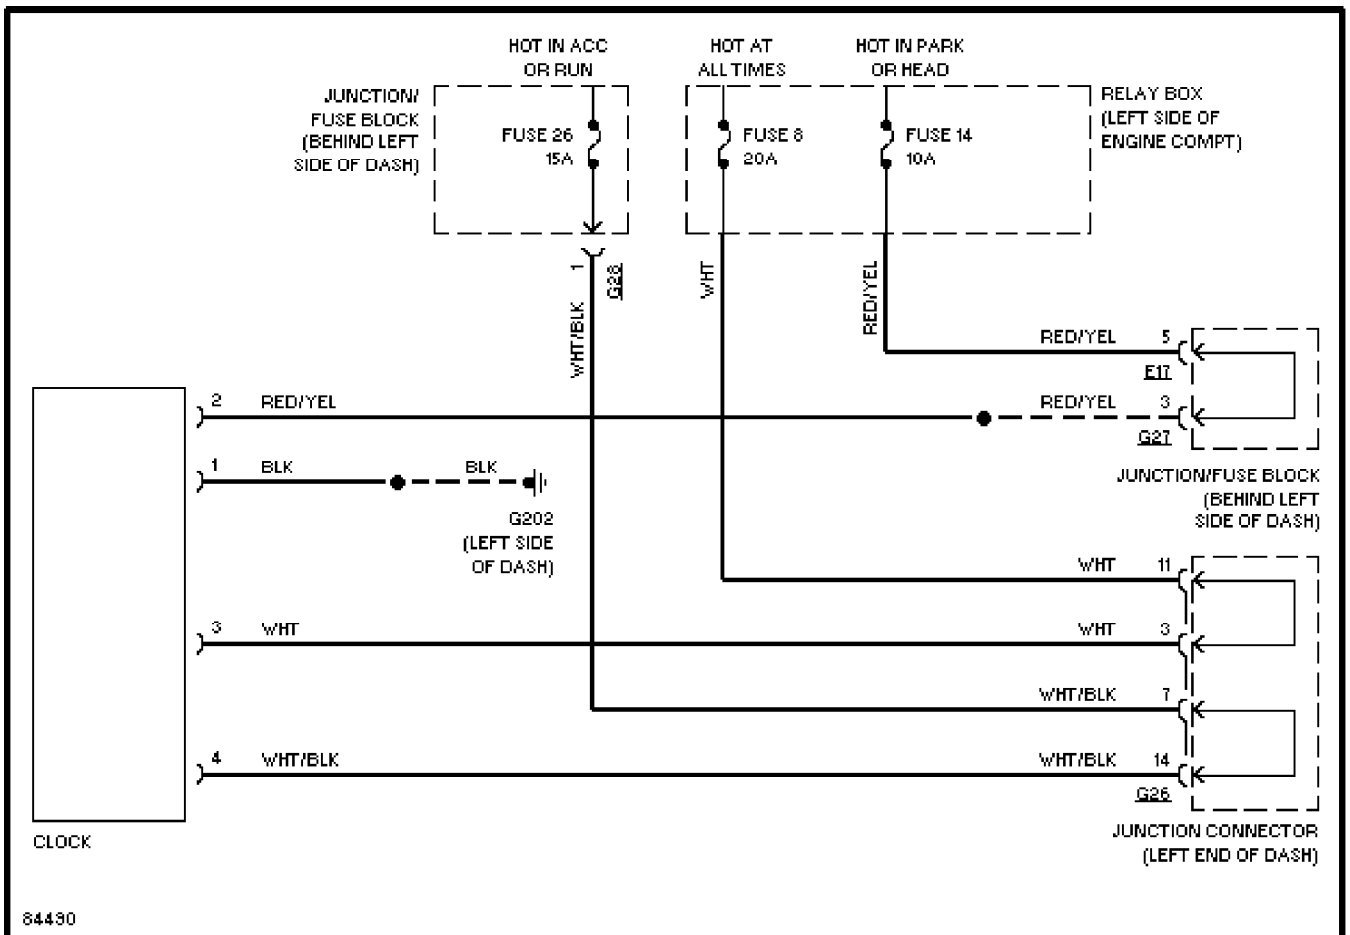 HOT IN ACC
OR RUN
HOT AT
ALL TIMES
HOT IN PARK
OR HEAD
JUNCTION/
FUSE BLOCK
(BEHIND LEFT
SIDE OF DASH)
FUSE 26
15A
FUSE 8
20A
FUSE 14
10A
RELAY BOX
(LEFT SIDE OF
ENGINE COMPT)
1
G28
WHT/BLK
WHT
RED/YEL
RED/YEL 5
E17
2 RED/YEL
RED/YEL 3
G27
JUNCTION/FUSE BLOCK
(BEHIND LEFT
SIDE OF DASH)
1 BLK
BLK
G202
(LEFT SIDE
OF DASH)
WHT 11
3 WHT
WHT 3
WHT/BLK 7
4 WHT/BLK
WHT/BLK 14
G26
JUNCTION CONNECTOR
(LEFT END OF DASH)
CLOCK
84490